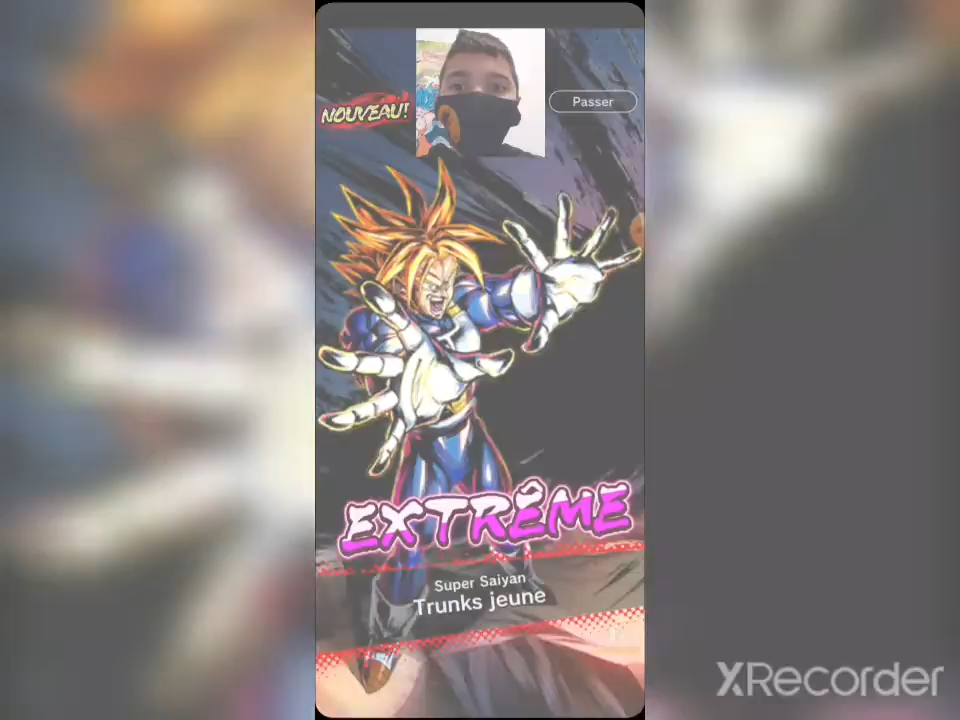 NOUVEAU!
Passer
EXTRÊME
Super Saiyan
Trunks jeune
XRecorder